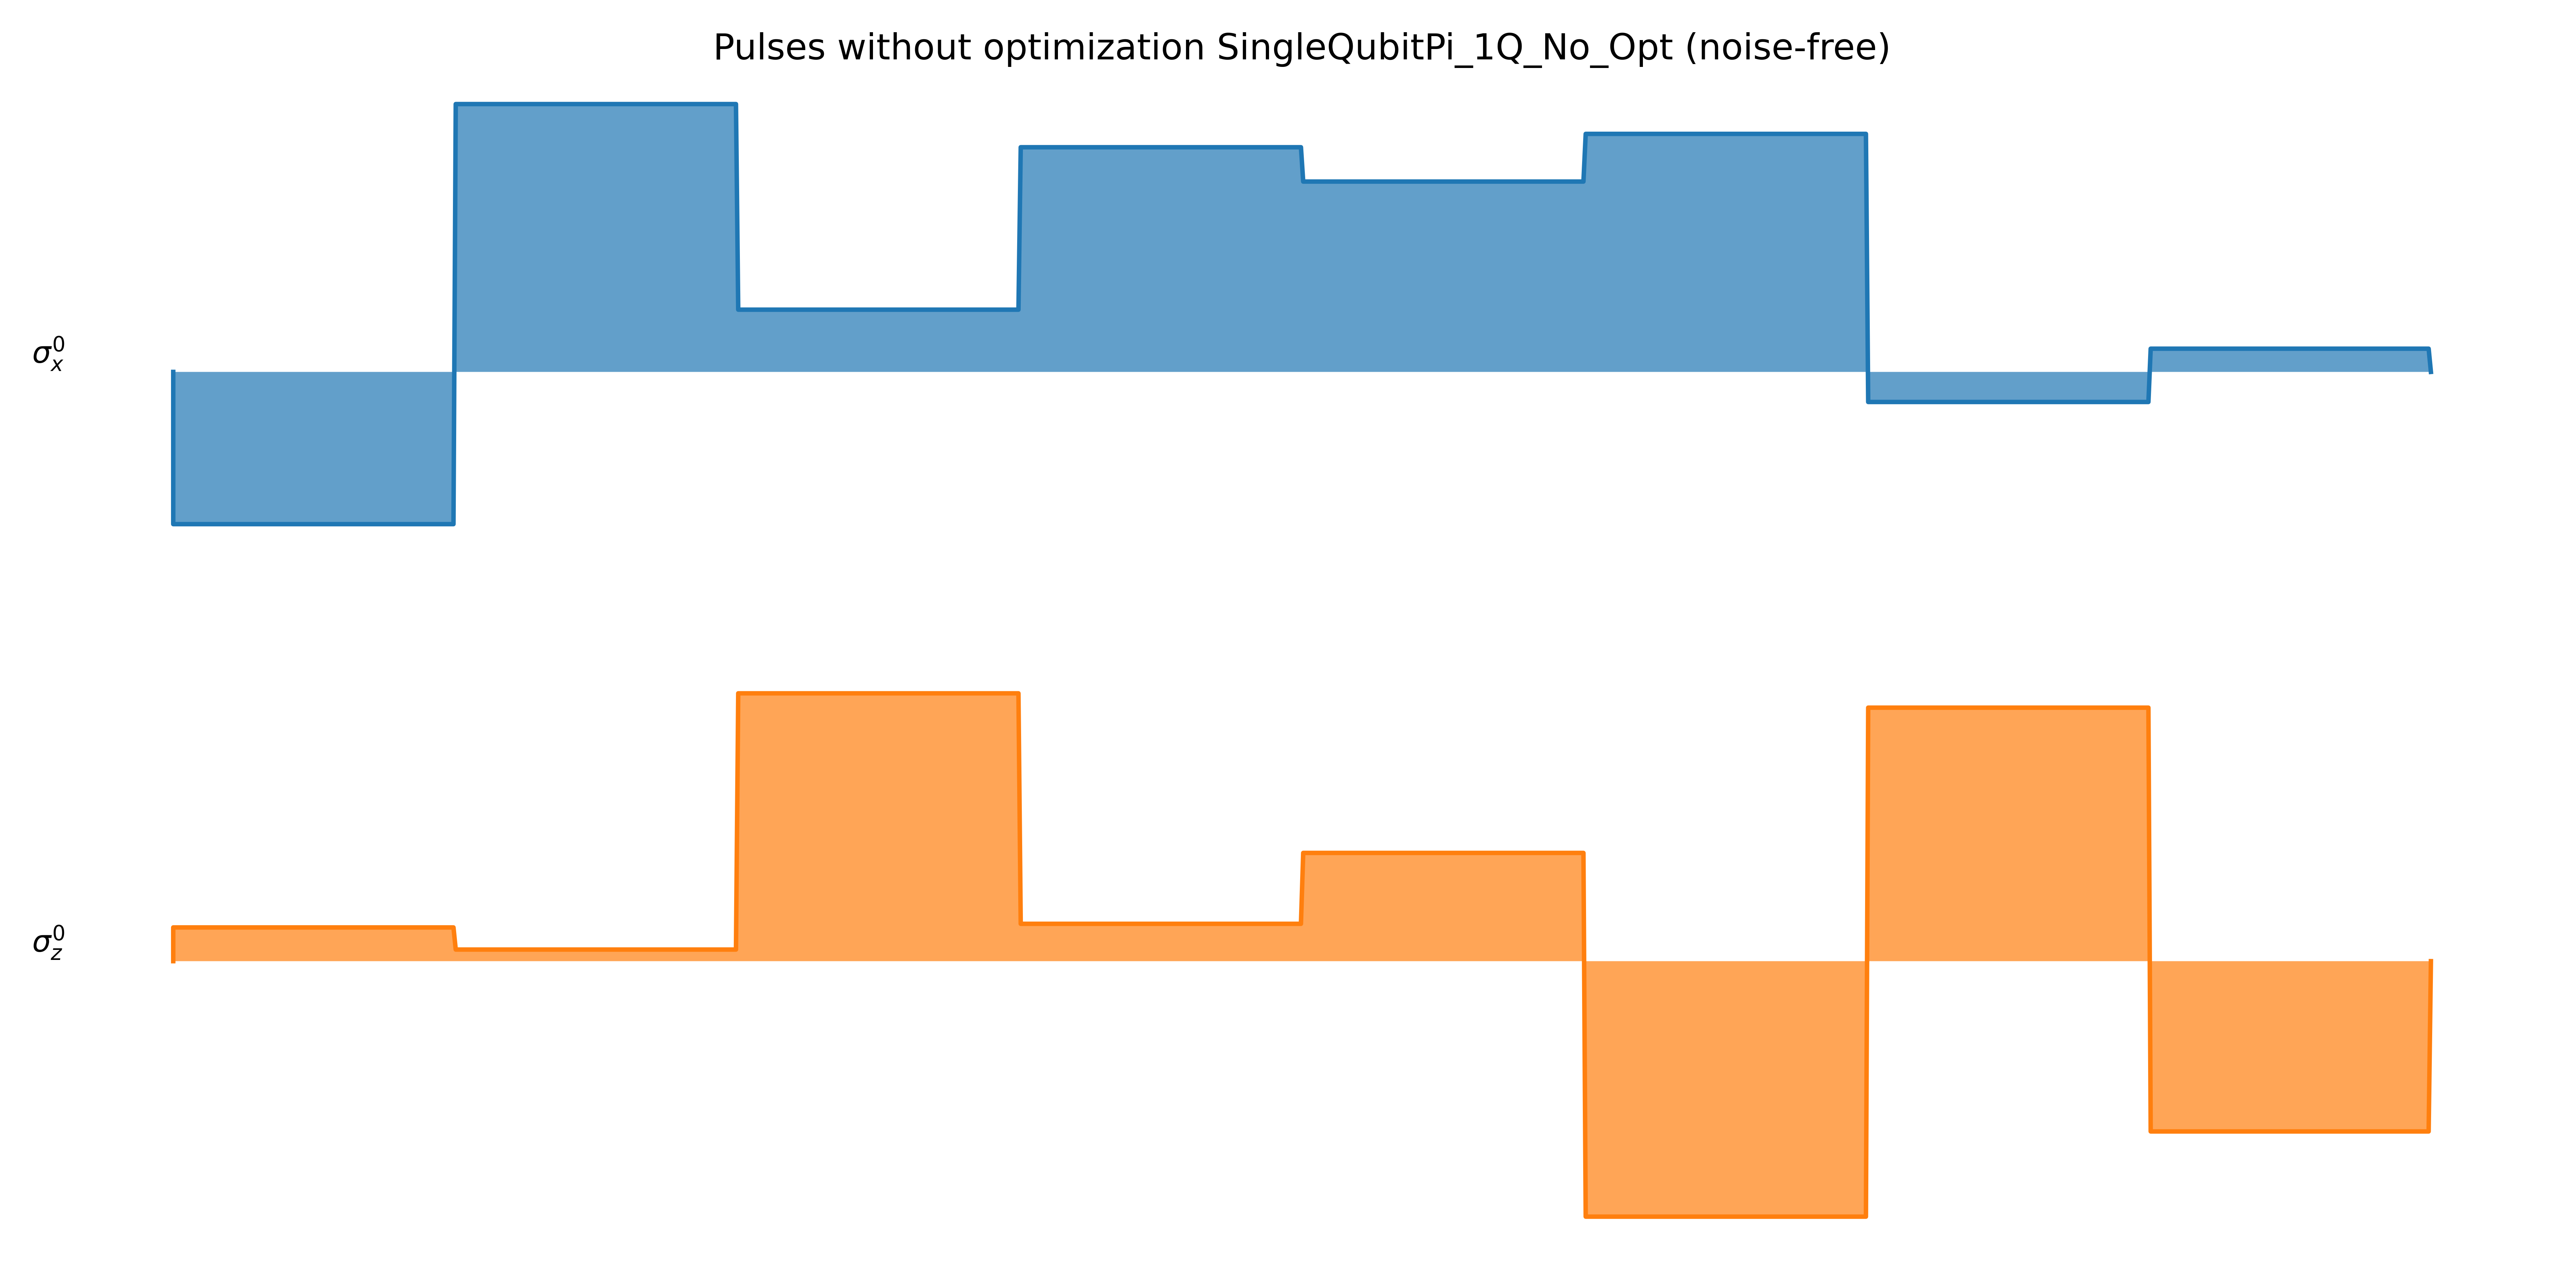 Pulses without optimization SingleQubitPi_1Q_No_Opt (noise-free)
σ_x^0
σ_z^0